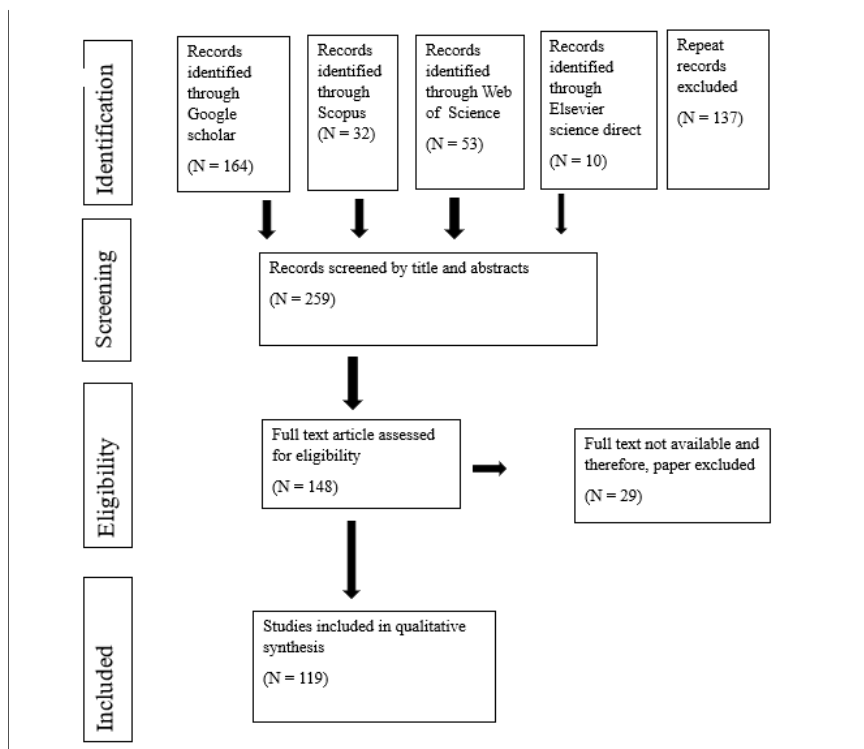 Identification
Records
identified
through
Google
scholar
(N = 164)
Records
identified
through
Scopus
(N = 32)
Records
identified
through Web
of Science
(N = 53)
Records
identified
through
Elsevier
science direct
(N = 10)
Repeat
records
excluded
(N = 137)
Screening
Records screened by title and abstracts
(N = 259)
Eligibility
Full text article assessed
for eligibility
(N = 148)
Full text not available and
therefore, paper excluded
(N = 29)
Included
Studies included in qualitative
synthesis
(N = 119)